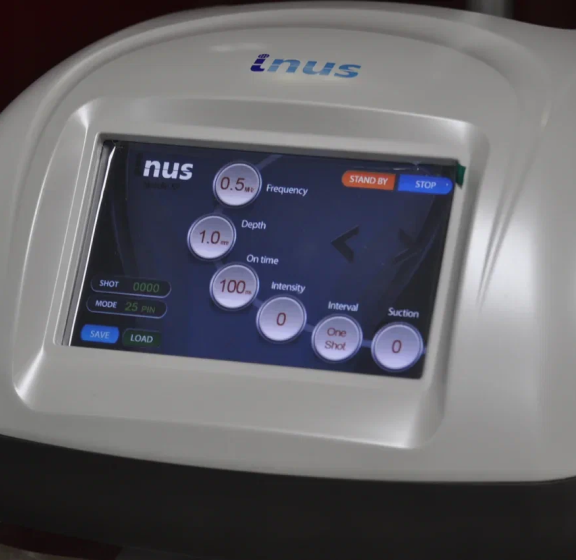 inus
nus
0.5 Frequency
STAND BY STOP
1.0 Depth
100 On time
0 Intensity
One Shot Interval
0 Suction
SHOT 0000
MODE 25 PIN
SAVE LOAD